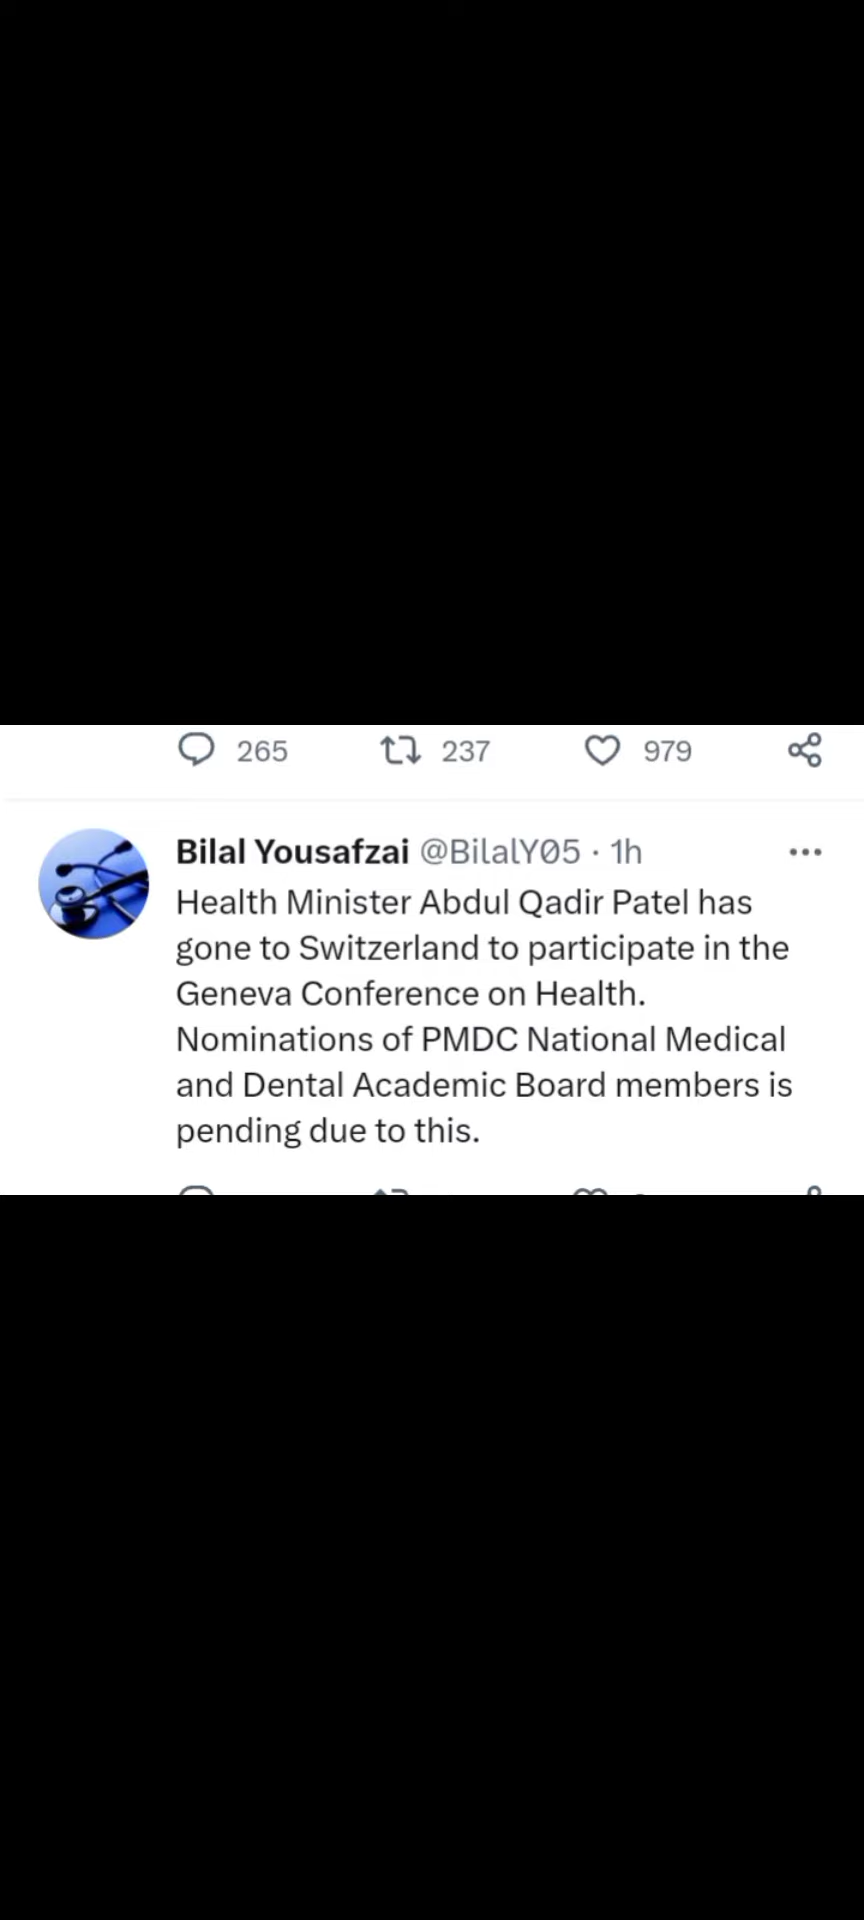 265 237 979
Bilal Yousafzai @BilalY05 · 1h
Health Minister Abdul Qadir Patel has
gone to Switzerland to participate in the
Geneva Conference on Health.
Nominations of PMDC National Medical
and Dental Academic Board members is
pending due to this.